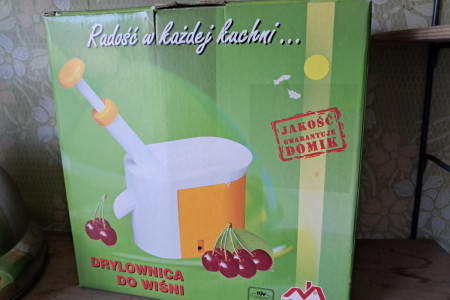 Radość w każdej kuchni...
JAKOŚĆ
GWARANTUJE
DOMIK
DRYLOWNICA
DO WIŚNI